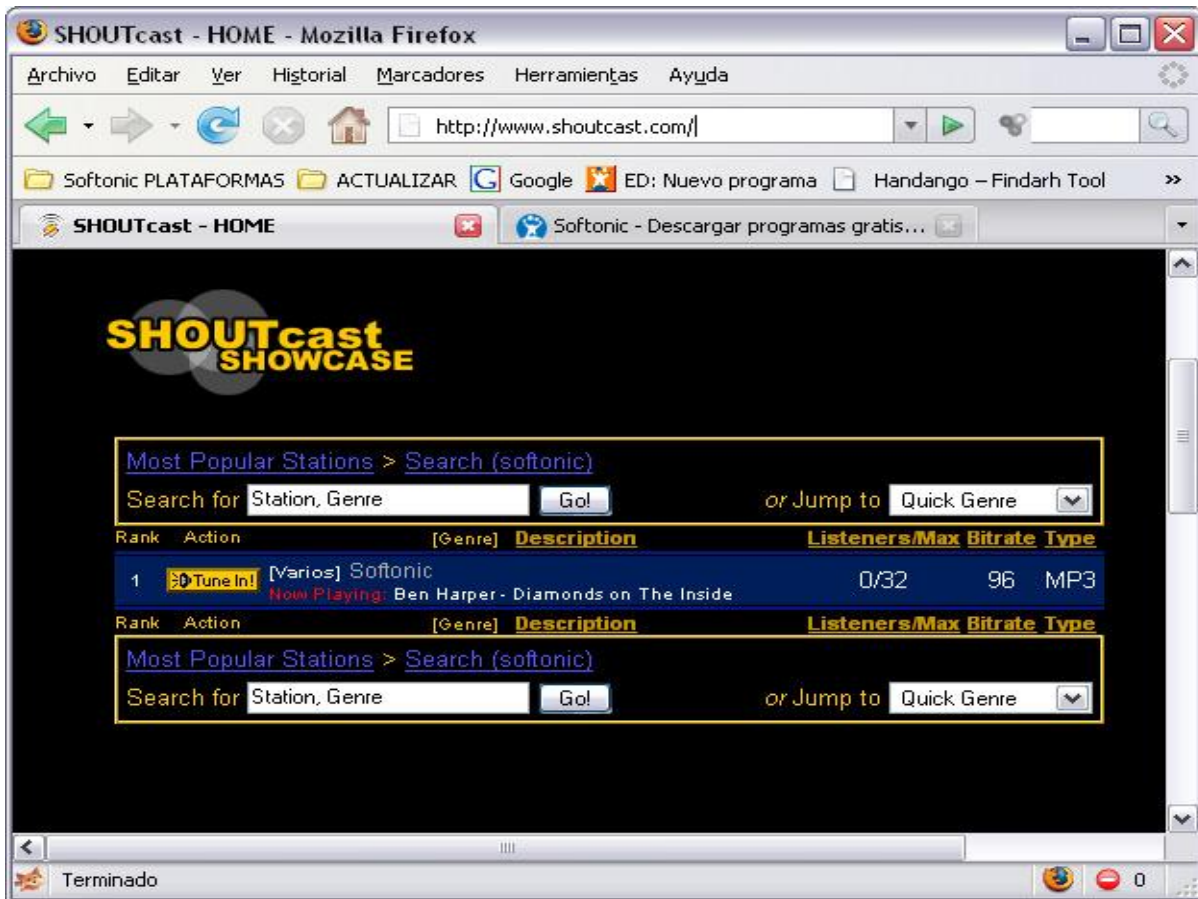 SHOUTcast - HOME - Mozilla Firefox
Archivo Editar Ver Historial Marcadores Herramientas Ayuda
http://www.shoutcast.com/
Softonic PLATAFORMAS ACTUALIZAR G Google ED: Nuevo programa Handango – Findarh Tool »
SHOUTcast - HOME Softonic - Descargar programas gratis...
SHOUTcast
SHOWCASE
Most Popular Stations > Search (softonic)
Search for Station, Genre Go! or Jump to Quick Genre
Rank Action [Genre] Description Listeners/Max Bitrate Type
1 Tune In! [Varios] Softonic 0/32 96 MP3
Now Playing: Ben Harper - Diamonds on The Inside
Rank Action [Genre] Description Listeners/Max Bitrate Type
Most Popular Stations > Search (softonic)
Search for Station, Genre Go! or Jump to Quick Genre
Terminado 0